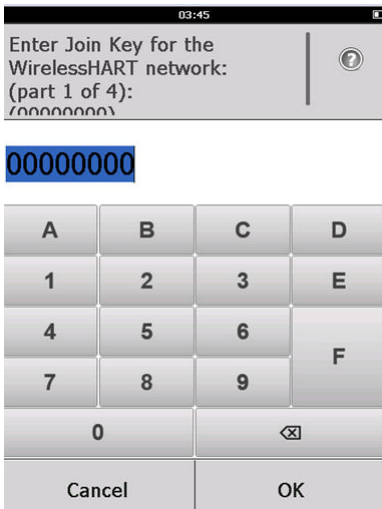 03:45
Enter Join Key for the
WirelessHART network:
(part 1 of 4):
(00000000)
?
00000000
A B C D
1 2 3 E
4 5 6
F
7 8 9
0
Cancel OK